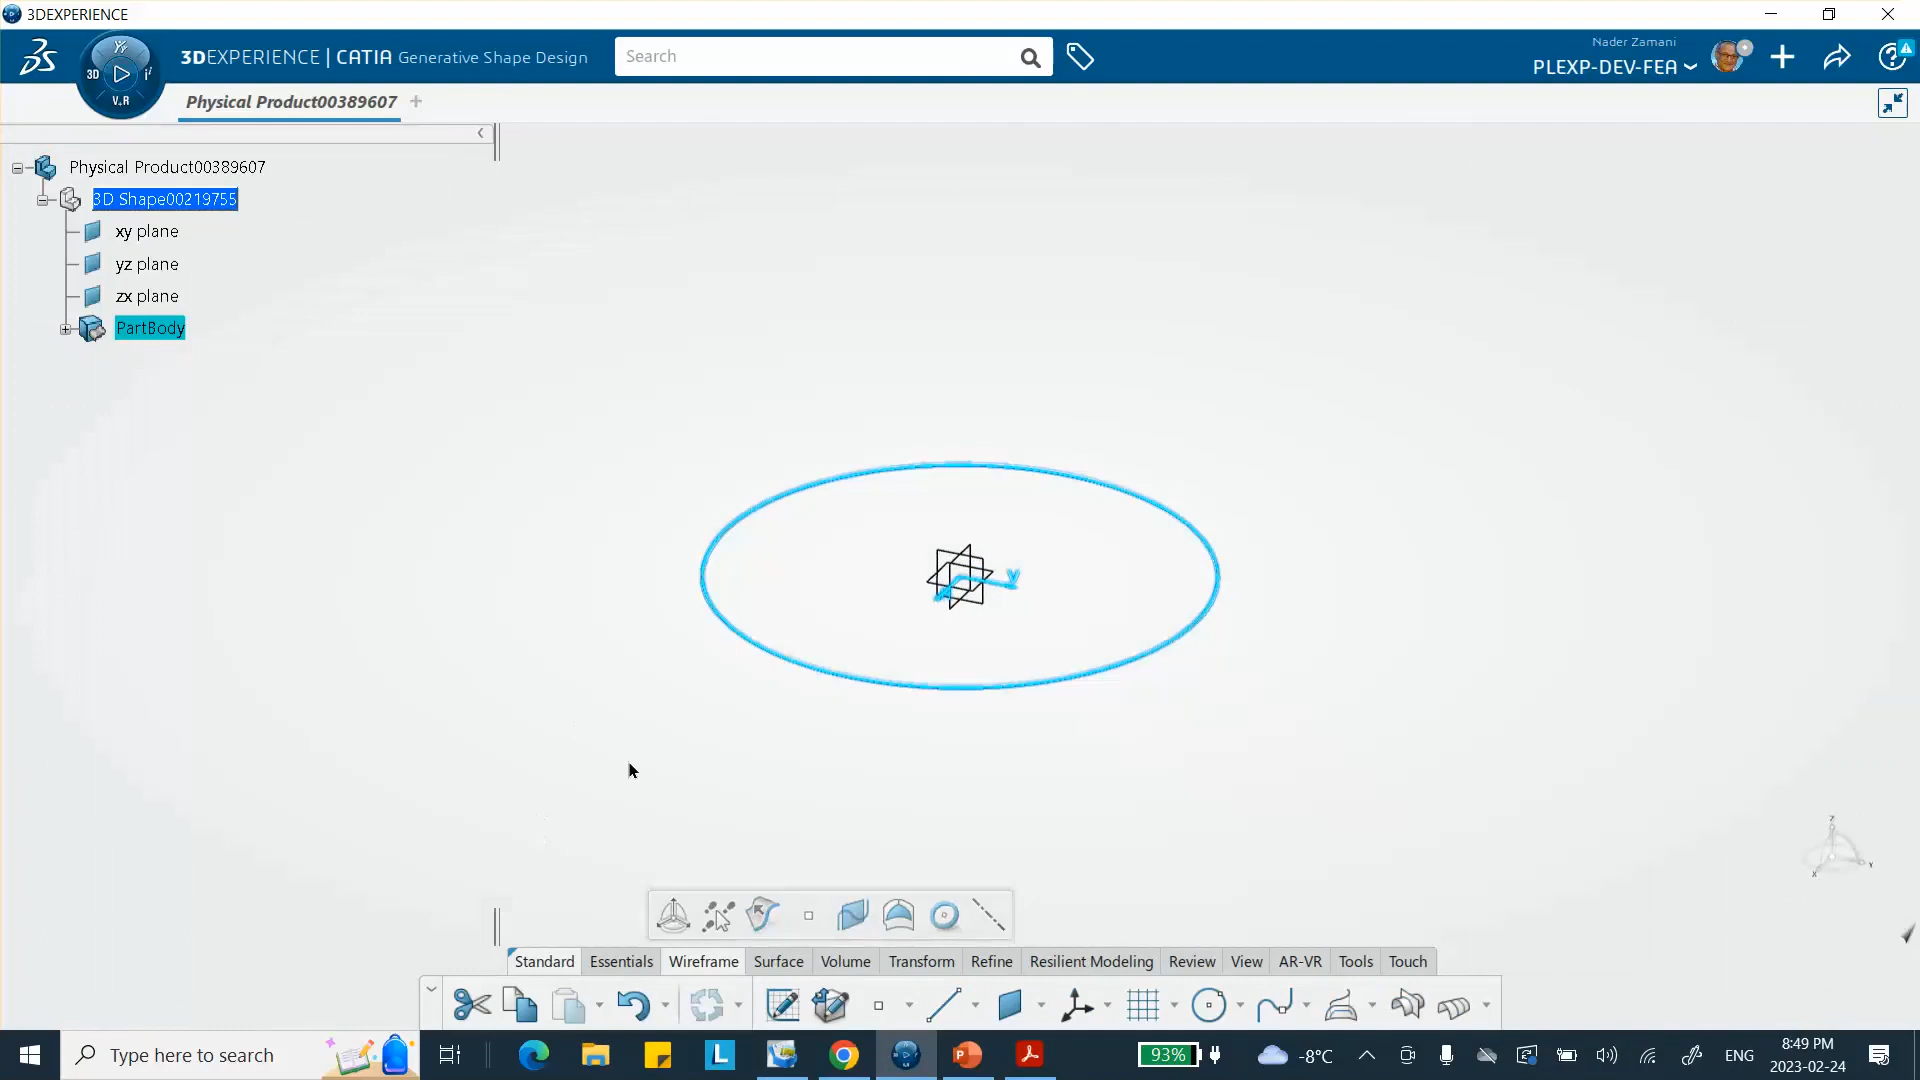 3DEXPERIENCE
3DEXPERIENCE | CATIA Generative Shape Design
Search
Nader Zamani
PLEXP-DEV-FEA
3D
V.R
Physical Product00389607
Physical Product00389607
3D Shape00219755
xy plane
yz plane
zx plane
PartBody
Y
Z
Y
X
Standard
Essentials
Wireframe
Surface
Volume
Transform
Refine
Resilient Modeling
Review
View
AR-VR
Tools
Touch
Type here to search
93%
-8°C
ENG
8:49 PM
2023-02-24